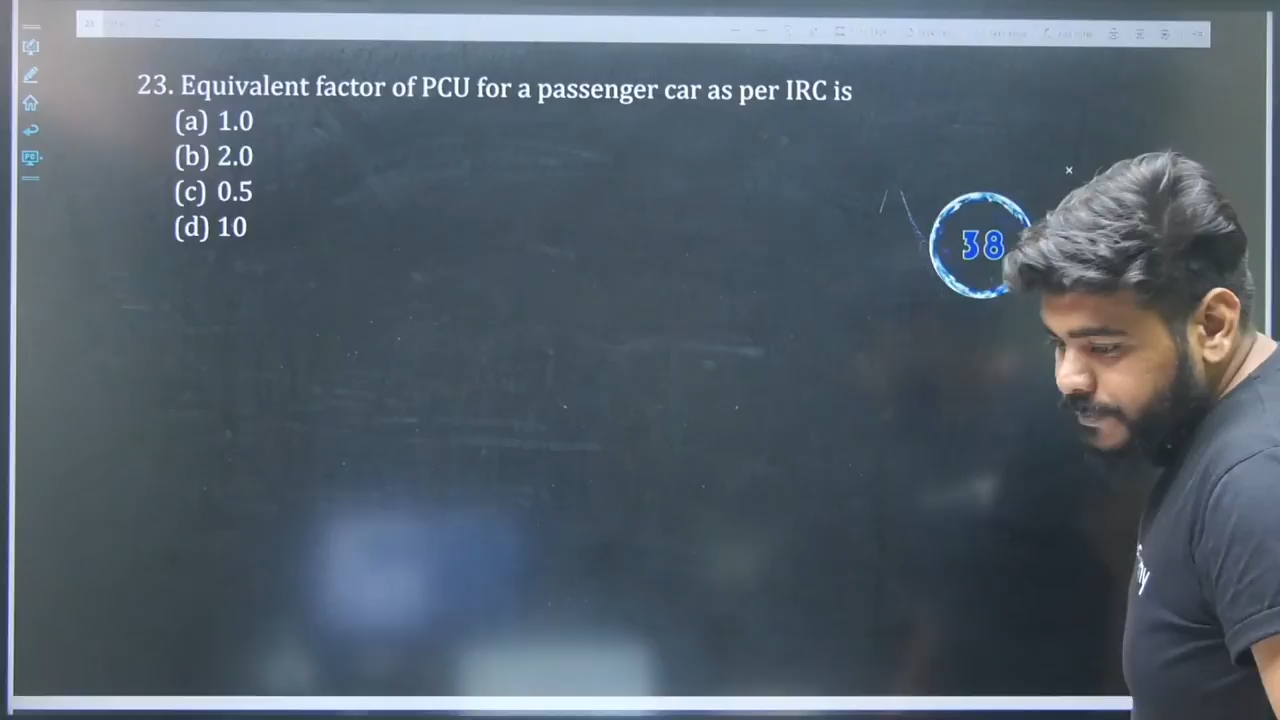 23. Equivalent factor of PCU for a passenger car as per IRC is
(a) 1.0
(b) 2.0
(c) 0.5
(d) 10
38
PC